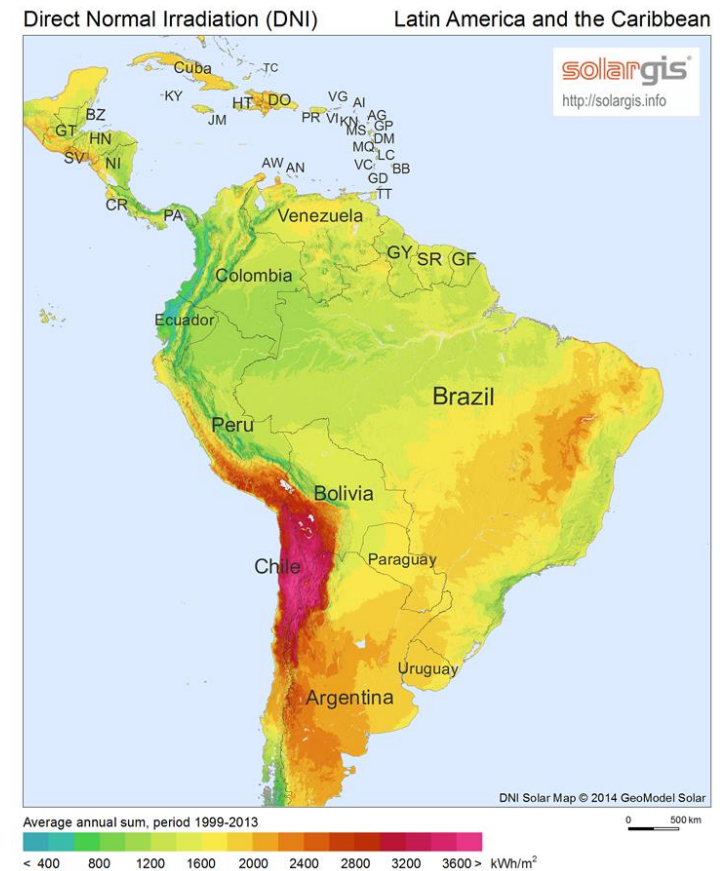 Direct Normal Irradiation (DNI)
Latin America and the Caribbean
solargis
http://solargis.info
Cuba
TC
KY
HT
DO
JM
PR
VG
AI
VI
KN
AG
MS
GP
DM
MQ
LC
VC
BB
GD
TT
AW
AN
BZ
GT
HN
SV
NI
CR
PA
Venezuela
GY
SR
GF
Colombia
Ecuador
Brazil
Peru
Bolivia
Chile
Paraguay
Uruguay
Argentina
DNI Solar Map © 2014 GeoModel Solar
Average annual sum, period 1999-2013
0 500 km
< 400 800 1200 1600 2000 2400 2800 3200 3600 > kWh/m²